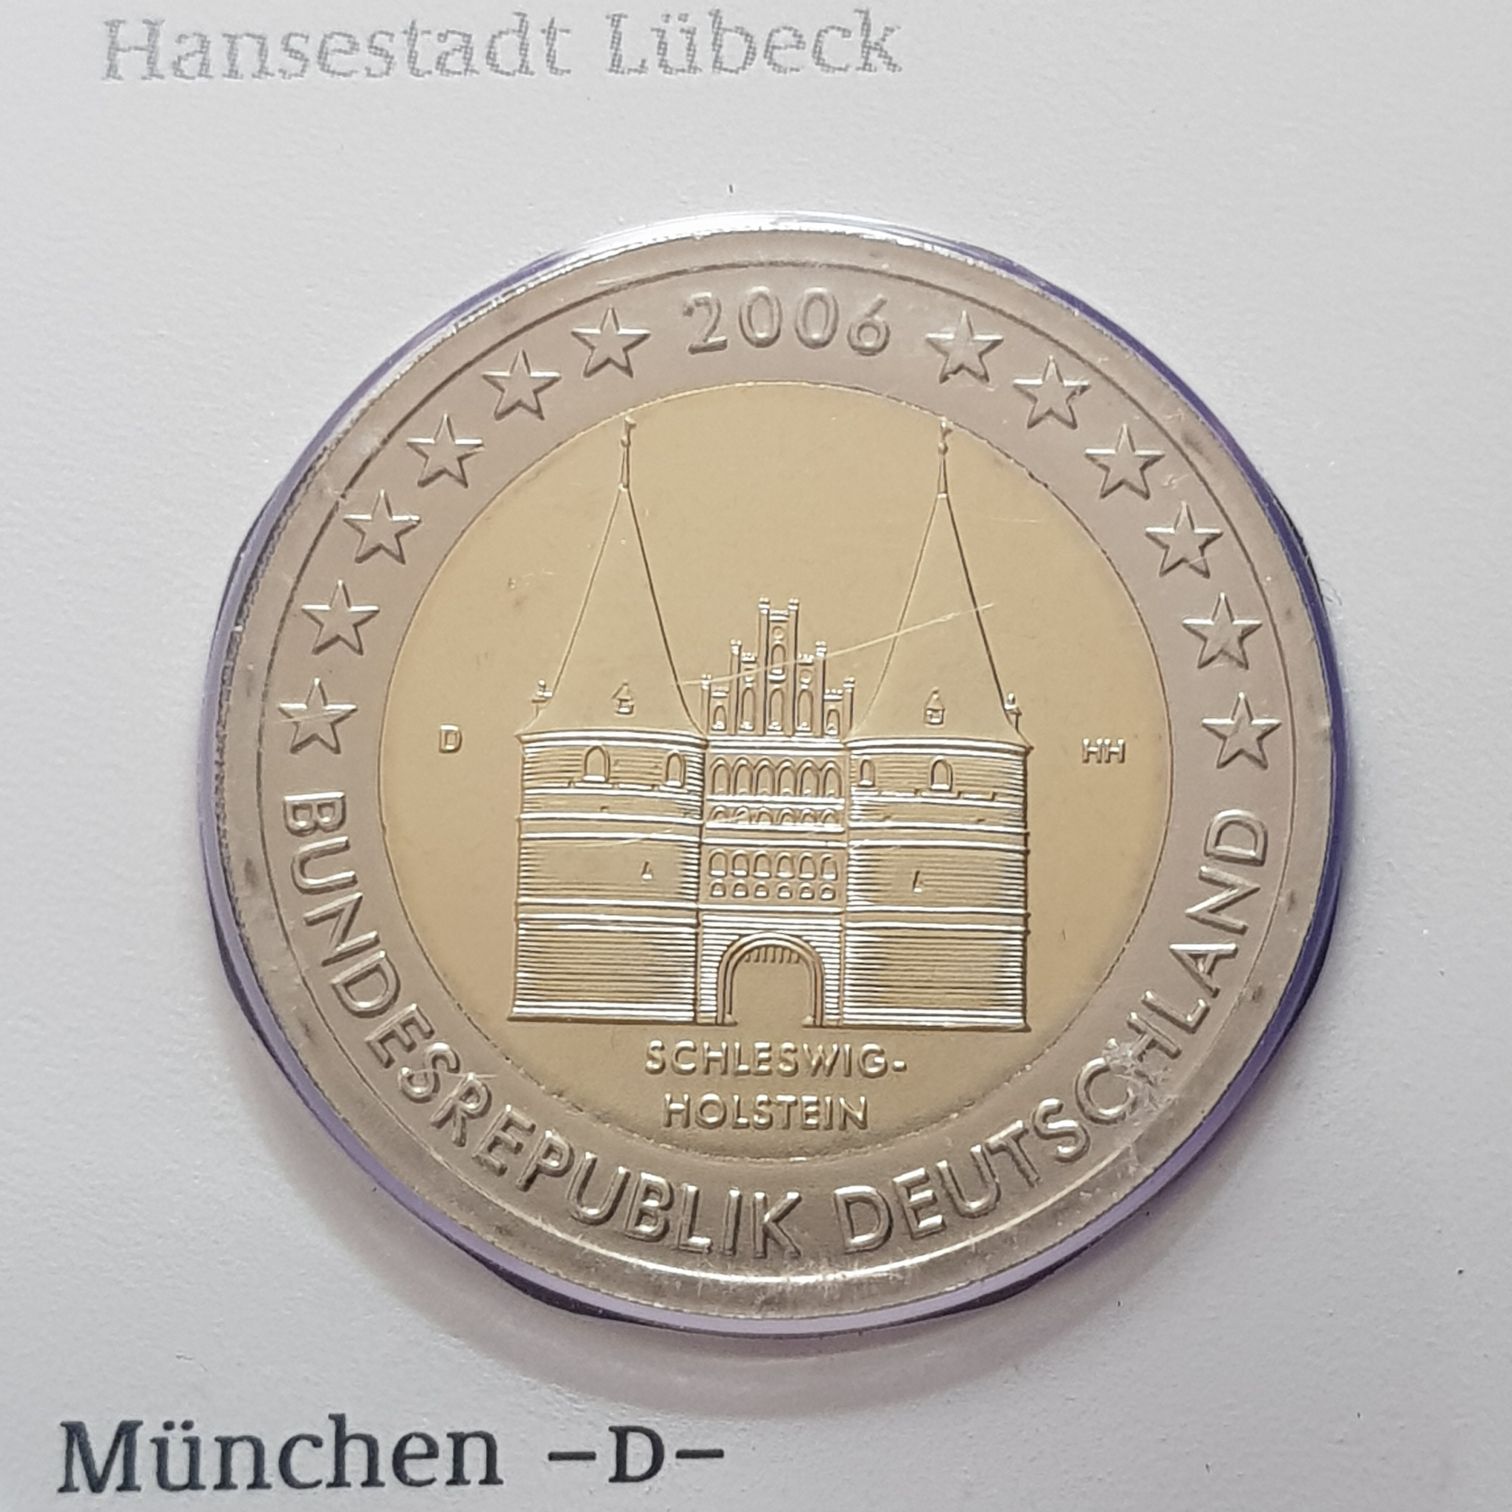 Hansestadt Lübeck
2006
D
HH
SCHLESWIG-
HOLSTEIN
BUNDESREPUBLIK DEUTSCHLAND
München –D–